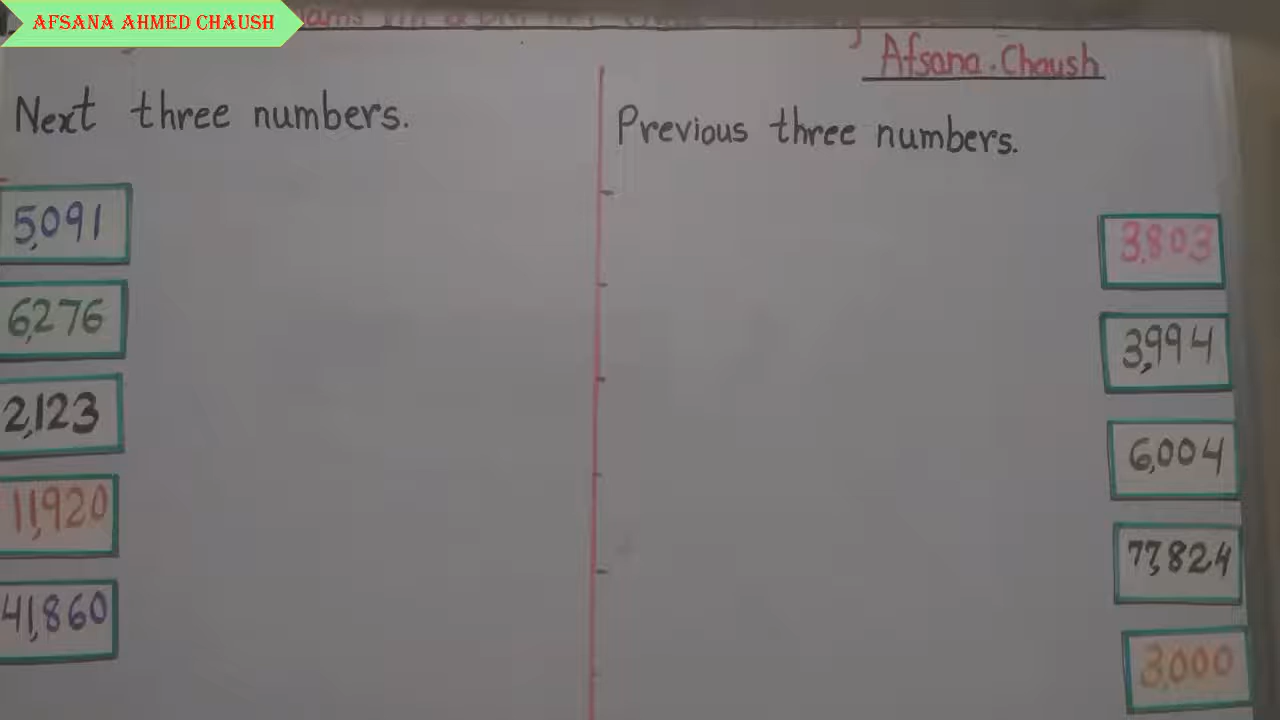 AFSANA AHMED CHAUSH
Afsana. Chaush
Next three numbers.
5,091
6,276
2,123
11,920
41,860
Previous three numbers.
3,803
3,994
6,004
77,824
3,000